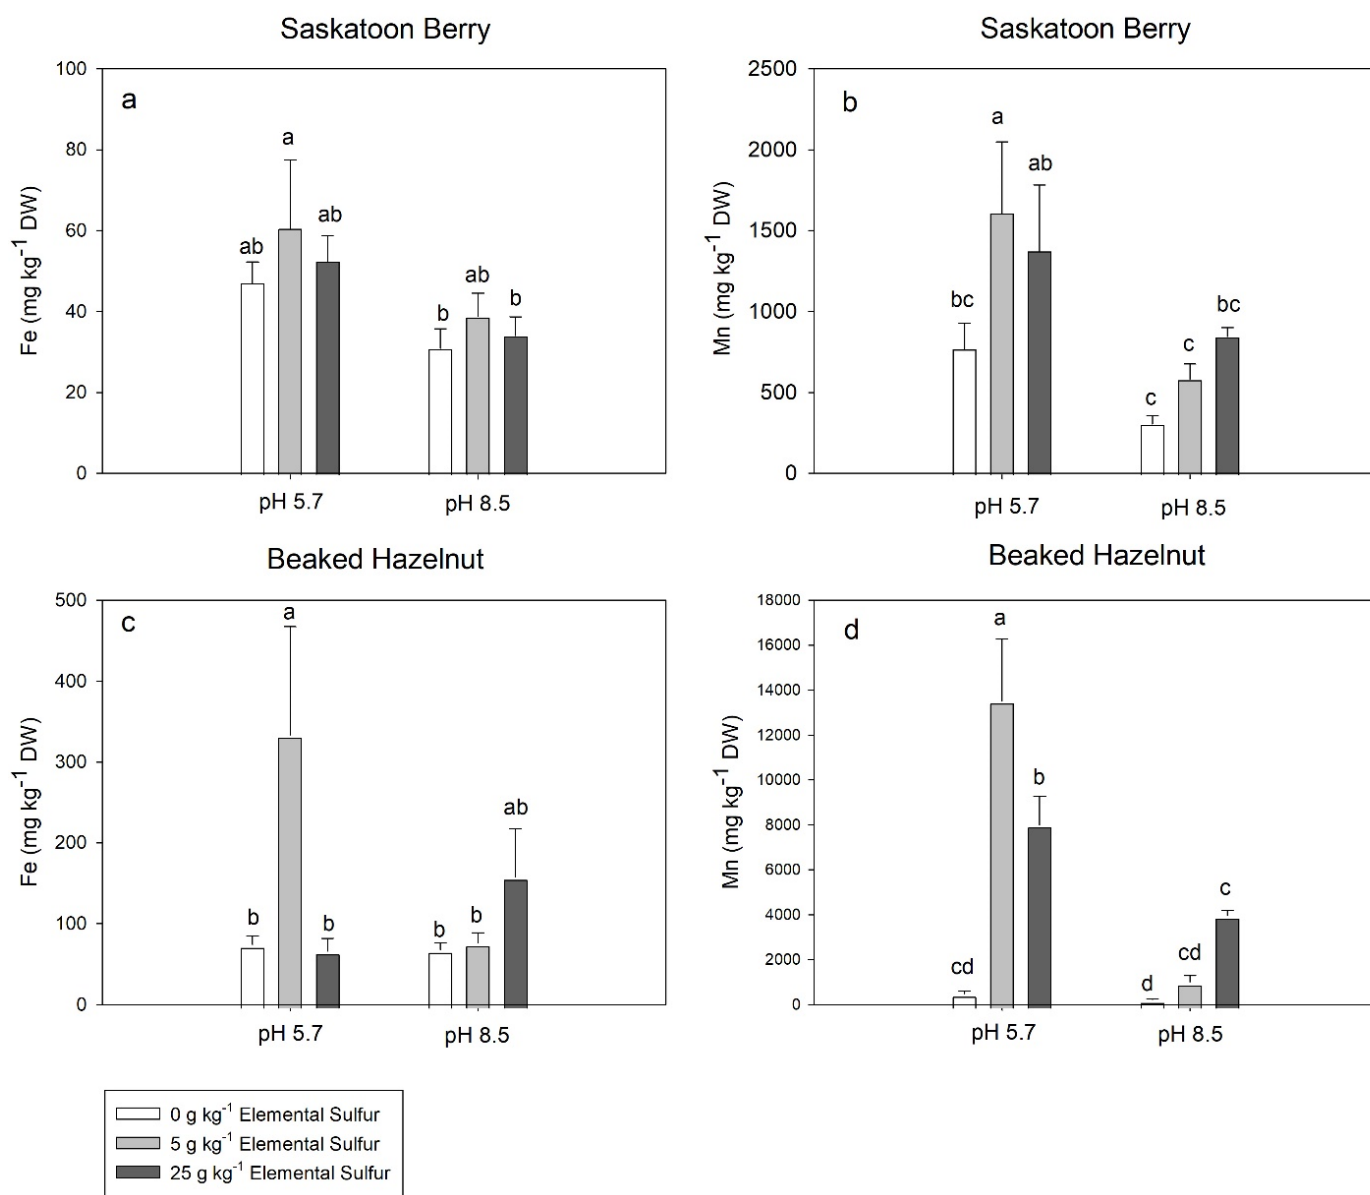 Saskatoon Berry
a
Fe (mg kg⁻¹ DW)
100
80
60
40
20
0
ab
a
ab
b
ab
b
pH 5.7
pH 8.5
Saskatoon Berry
b
Mn (mg kg⁻¹ DW)
2500
2000
1500
1000
500
0
bc
a
ab
c
c
bc
pH 5.7
pH 8.5
Beaked Hazelnut
c
Fe (mg kg⁻¹ DW)
500
400
300
200
100
0
b
a
b
b
b
ab
pH 5.7
pH 8.5
Beaked Hazelnut
d
Mn (mg kg⁻¹ DW)
18000
16000
14000
12000
10000
8000
6000
4000
2000
0
cd
a
b
d
cd
c
pH 5.7
pH 8.5
0 g kg⁻¹ Elemental Sulfur
5 g kg⁻¹ Elemental Sulfur
25 g kg⁻¹ Elemental Sulfur